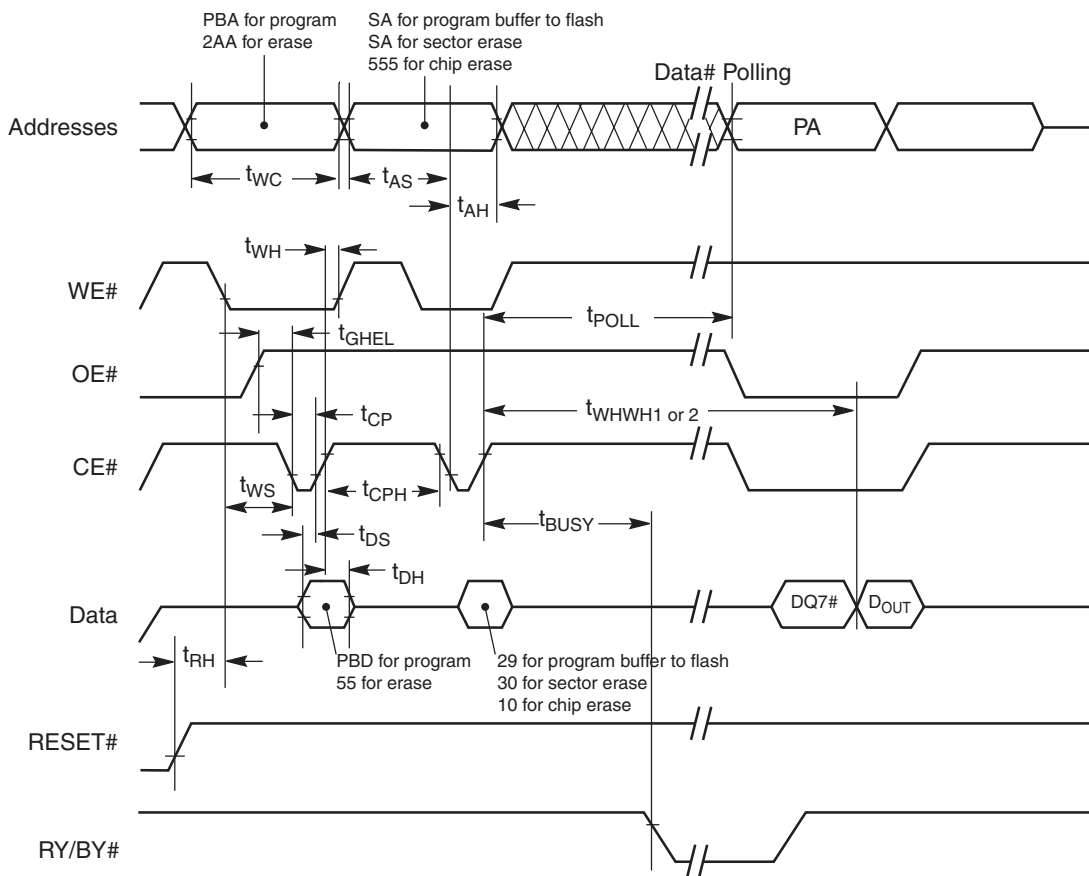 PBA for program
2AA for erase
SA for program buffer to flash
SA for sector erase
555 for chip erase
Data# Polling
Addresses
PA
tWC
tAS
tAH
tWH
WE#
tPOLL
tGHEL
OE#
tWHWH1 or 2
tCP
CE#
tWS
tCPH
tBUSY
tDS
tDH
Data
DQ7#
DOUT
tRH
PBD for program
55 for erase
29 for program buffer to flash
30 for sector erase
10 for chip erase
RESET#
RY/BY#